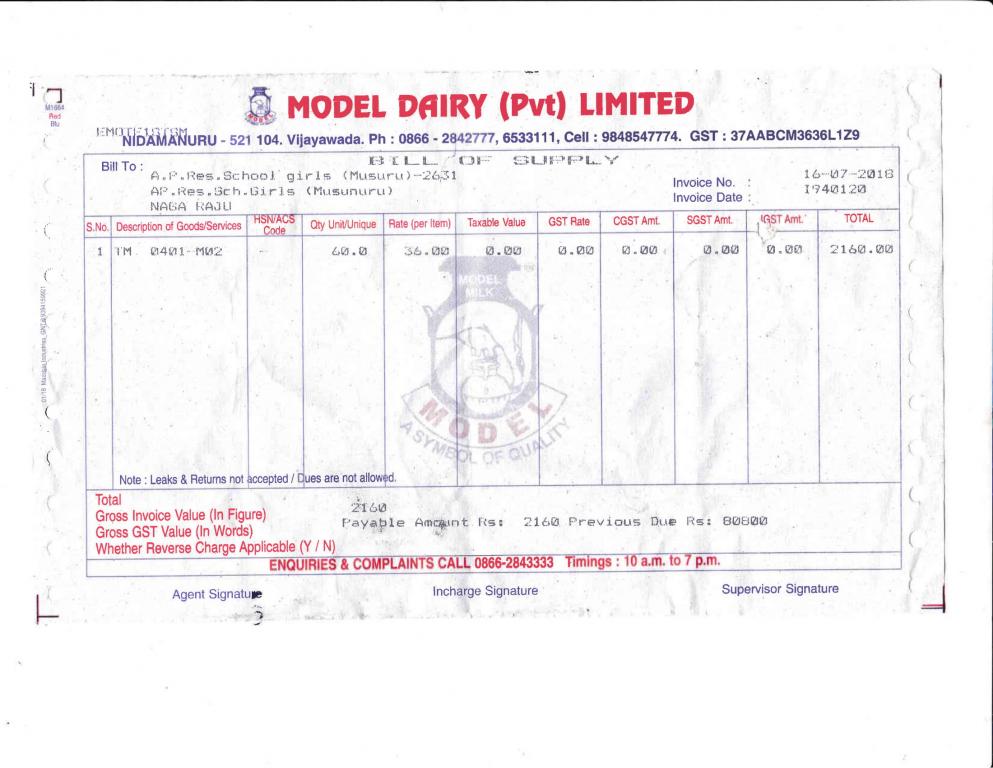 M1664
Red
Blu
MODEL DAIRY (Pvt) LIMITED
NIDAMANURU - 521 104. Vijayawada. Ph : 0866 - 2842777, 6533111, Cell : 9848547774. GST : 37AABCM3636L1Z9
BILL OF SUPPLY
Bill To :
A.P.Res.School girls (Musuru)-2631
AP.Res.Sch.Girls (Musunuru)
NAGA RAJU
Invoice No. : 16-07-2018
Invoice Date : I940120
S.No. Description of Goods/Services HSN/ACS Code Qty Unit/Unique Rate (per Item) Taxable Value GST Rate CGST Amt. SGST Amt. IGST Amt. TOTAL
1 TM 0401-M02 - 60.0 36.00 0.00 0.00 0.00 0.00 0.00 2160.00
MODEL
MILK
MODEL
A SYMBOL OF QUALITY
Note : Leaks & Returns not accepted / Dues are not allowed.
Total
2160
Gross Invoice Value (In Figure)
Payable Amount Rs: 2160 Previous Due Rs: 80800
Gross GST Value (In Words)
Whether Reverse Charge Applicable (Y / N)
ENQUIRIES & COMPLAINTS CALL 0866-2843333 Timings : 10 a.m. to 7 p.m.
Agent Signature Incharge Signature Supervisor Signature